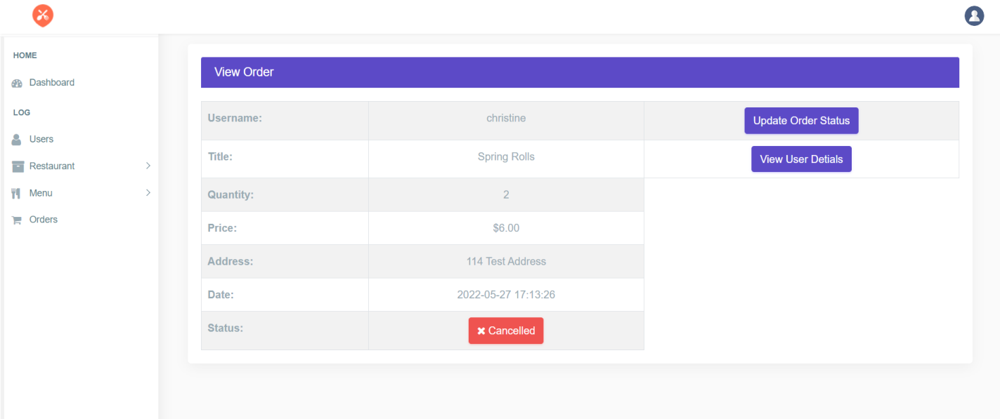 HOME
Dashboard
LOG
Users
Restaurant
Menu
Orders
View Order
Username: christine Update Order Status
Title: Spring Rolls View User Detials
Quantity: 2
Price: $6.00
Address: 114 Test Address
Date: 2022-05-27 17:13:26
Status: Cancelled